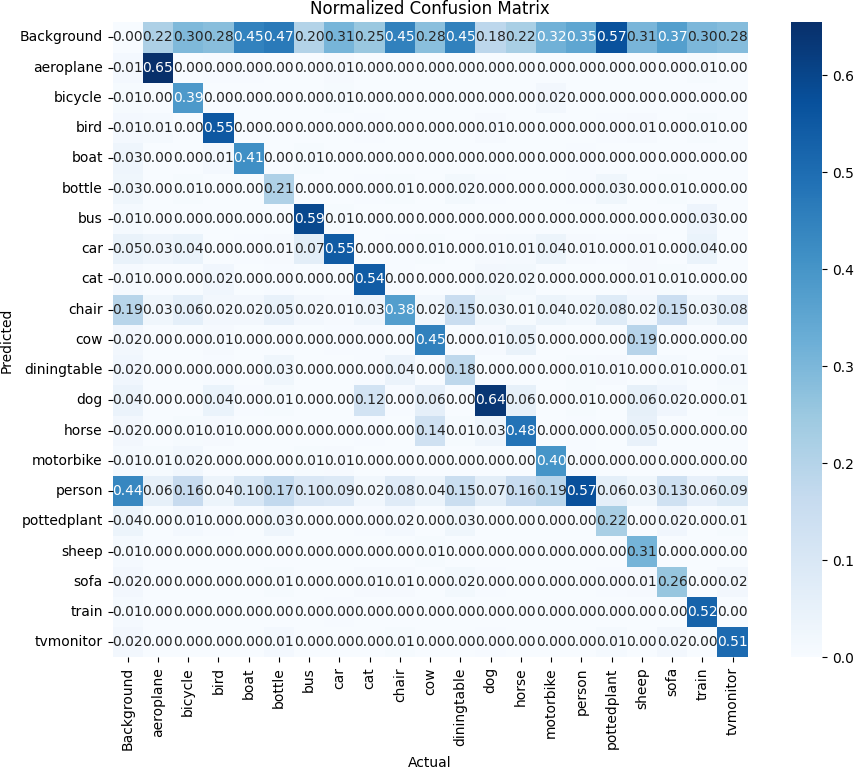 Normalized Confusion Matrix
Background 0.00 0.22 0.30 0.28 0.45 0.47 0.20 0.31 0.25 0.45 0.28 0.45 0.18 0.22 0.32 0.35 0.57 0.31 0.37 0.30 0.28
aeroplane 0.01 0.65 0.00 0.00 0.00 0.00 0.00 0.01 0.00 0.00 0.00 0.00 0.00 0.00 0.00 0.00 0.00 0.00 0.00 0.01 0.00
bicycle 0.01 0.00 0.39 0.00 0.00 0.00 0.00 0.01 0.00 0.00 0.00 0.00 0.00 0.00 0.02 0.00 0.00 0.00 0.00 0.00 0.00
bird 0.01 0.01 0.00 0.55 0.00 0.00 0.00 0.00 0.00 0.00 0.00 0.00 0.01 0.00 0.00 0.00 0.00 0.01 0.00 0.01 0.00
boat 0.03 0.00 0.00 0.01 0.41 0.00 0.01 0.00 0.00 0.00 0.00 0.00 0.00 0.00 0.00 0.00 0.00 0.00 0.00 0.00 0.00
bottle 0.03 0.00 0.01 0.00 0.00 0.21 0.00 0.00 0.00 0.01 0.00 0.02 0.00 0.00 0.00 0.00 0.03 0.00 0.01 0.00 0.00
bus 0.01 0.00 0.00 0.00 0.00 0.00 0.59 0.01 0.00 0.00 0.00 0.00 0.00 0.00 0.00 0.00 0.00 0.00 0.00 0.03 0.00
car 0.05 0.03 0.04 0.00 0.00 0.01 0.07 0.55 0.00 0.00 0.01 0.00 0.01 0.01 0.04 0.01 0.00 0.01 0.00 0.04 0.00
cat 0.01 0.00 0.00 0.02 0.00 0.00 0.00 0.00 0.54 0.00 0.00 0.00 0.02 0.02 0.00 0.00 0.00 0.01 0.01 0.00 0.00
chair 0.19 0.03 0.06 0.02 0.02 0.05 0.02 0.01 0.03 0.38 0.02 0.15 0.03 0.01 0.04 0.02 0.08 0.02 0.15 0.03 0.08
cow 0.02 0.00 0.00 0.01 0.00 0.00 0.00 0.00 0.00 0.00 0.45 0.00 0.01 0.05 0.00 0.00 0.00 0.19 0.00 0.00 0.00
diningtable 0.02 0.00 0.00 0.00 0.00 0.03 0.00 0.00 0.00 0.04 0.00 0.18 0.00 0.00 0.00 0.01 0.01 0.00 0.01 0.00 0.01
dog 0.04 0.00 0.00 0.04 0.00 0.01 0.00 0.00 0.12 0.00 0.06 0.00 0.64 0.06 0.00 0.01 0.00 0.06 0.02 0.00 0.01
horse 0.02 0.00 0.01 0.01 0.00 0.00 0.00 0.00 0.00 0.00 0.14 0.01 0.03 0.48 0.00 0.00 0.00 0.05 0.00 0.00 0.00
motorbike 0.01 0.01 0.02 0.00 0.00 0.00 0.01 0.01 0.00 0.00 0.00 0.00 0.00 0.00 0.40 0.00 0.00 0.00 0.00 0.00 0.00
person 0.44 0.06 0.16 0.04 0.10 0.17 0.10 0.09 0.02 0.08 0.04 0.15 0.07 0.16 0.19 0.57 0.06 0.03 0.13 0.06 0.09
pottedplant 0.04 0.00 0.01 0.00 0.00 0.03 0.00 0.00 0.00 0.02 0.00 0.03 0.00 0.00 0.00 0.00 0.22 0.00 0.02 0.00 0.01
sheep 0.01 0.00 0.00 0.00 0.00 0.00 0.00 0.00 0.00 0.00 0.01 0.00 0.00 0.00 0.00 0.00 0.00 0.31 0.00 0.00 0.00
sofa 0.02 0.00 0.00 0.00 0.00 0.01 0.00 0.00 0.01 0.01 0.00 0.02 0.00 0.00 0.00 0.00 0.00 0.01 0.26 0.00 0.02
train 0.01 0.00 0.00 0.00 0.00 0.00 0.00 0.00 0.00 0.00 0.00 0.00 0.00 0.00 0.00 0.00 0.00 0.00 0.00 0.52 0.00
tvmonitor 0.02 0.00 0.00 0.00 0.00 0.01 0.00 0.00 0.00 0.01 0.00 0.00 0.00 0.00 0.00 0.00 0.01 0.00 0.02 0.00 0.51
Predicted
Background aeroplane bicycle bird boat bottle bus car cat chair cow diningtable dog horse motorbike person pottedplant sheep sofa train tvmonitor
Actual
0.6
0.5
0.4
0.3
0.2
0.1
0.0